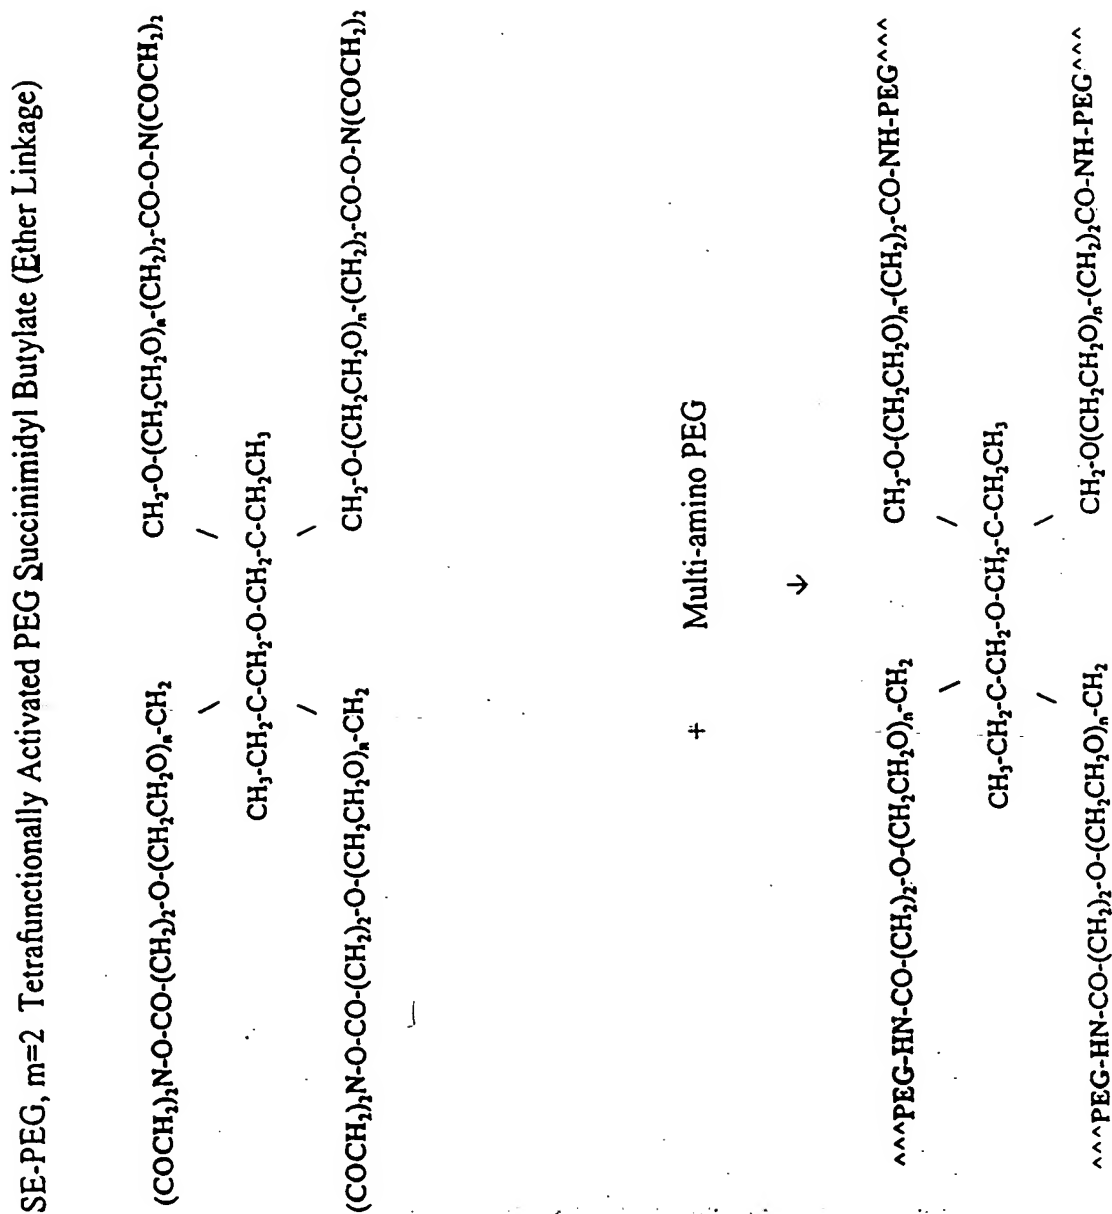 SE-PEG, m=2 Tetrafunctionally Activated PEG Succinimidyl Butylate (Ether Linkage)
(COCH₂)₂N-O-CO-(CH₂)₂-O-(CH₂CH₂O)ₙ-CH₂ CH₂-O-(CH₂CH₂O)ₙ-(CH₂)₂-CO-O-N(COCH₂)₂
\ /
CH₃-CH₂-C-CH₂-O-CH₂-C-CH₂CH₃
/ \
(COCH₂)₂N-O-CO-(CH₂)₂-O-(CH₂CH₂O)ₙ-CH₂ CH₂-O-(CH₂CH₂O)ₙ-(CH₂)₂-CO-O-N(COCH₂)₂
+ Multi-amino PEG
↓
^^^PEG-HN-CO-(CH₂)₂-O-(CH₂CH₂O)ₙ-CH₂ CH₂-O-(CH₂CH₂O)ₙ-(CH₂)₂-CO-NH-PEG^^^
\ /
CH₃-CH₂-C-CH₂-O-CH₂-C-CH₂CH₃
/ \
^^^PEG-HN-CO-(CH₂)₂-O-(CH₂CH₂O)ₙ-CH₂ CH₂-O(CH₂CH₂O)ₙ-(CH₂)₂CO-NH-PEG^^^